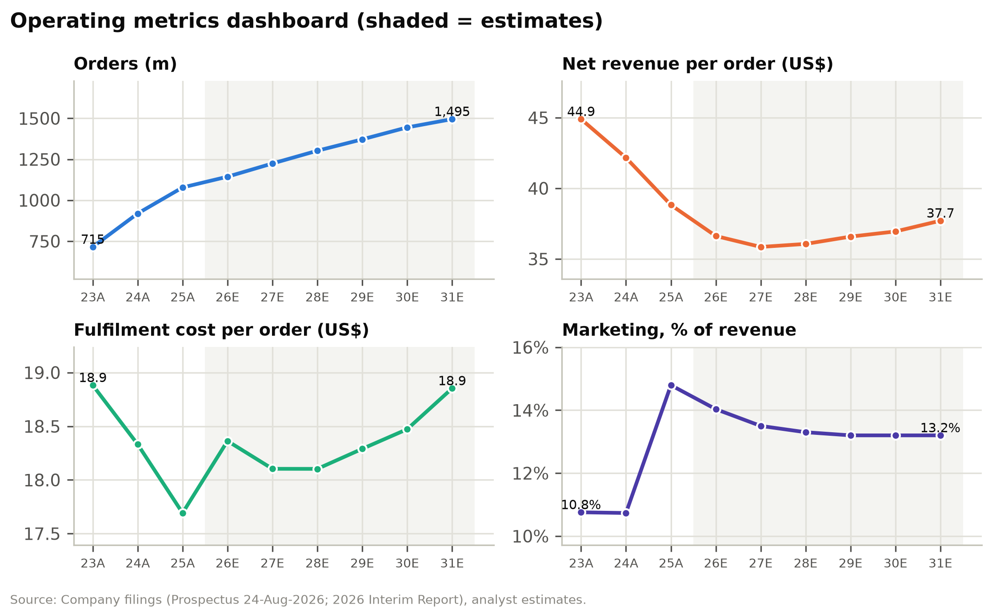 Operating metrics dashboard (shaded = estimates)
Orders (m)
1500
1250
1000
750
715
1,495
23A 24A 25A 26E 27E 28E 29E 30E 31E
Net revenue per order (US$)
45
40
35
44.9
37.7
23A 24A 25A 26E 27E 28E 29E 30E 31E
Fulfilment cost per order (US$)
19.0
18.5
18.0
17.5
18.9
18.9
23A 24A 25A 26E 27E 28E 29E 30E 31E
Marketing, % of revenue
16%
14%
12%
10%
10.8%
13.2%
23A 24A 25A 26E 27E 28E 29E 30E 31E
Source: Company filings (Prospectus 24-Aug-2026; 2026 Interim Report), analyst estimates.